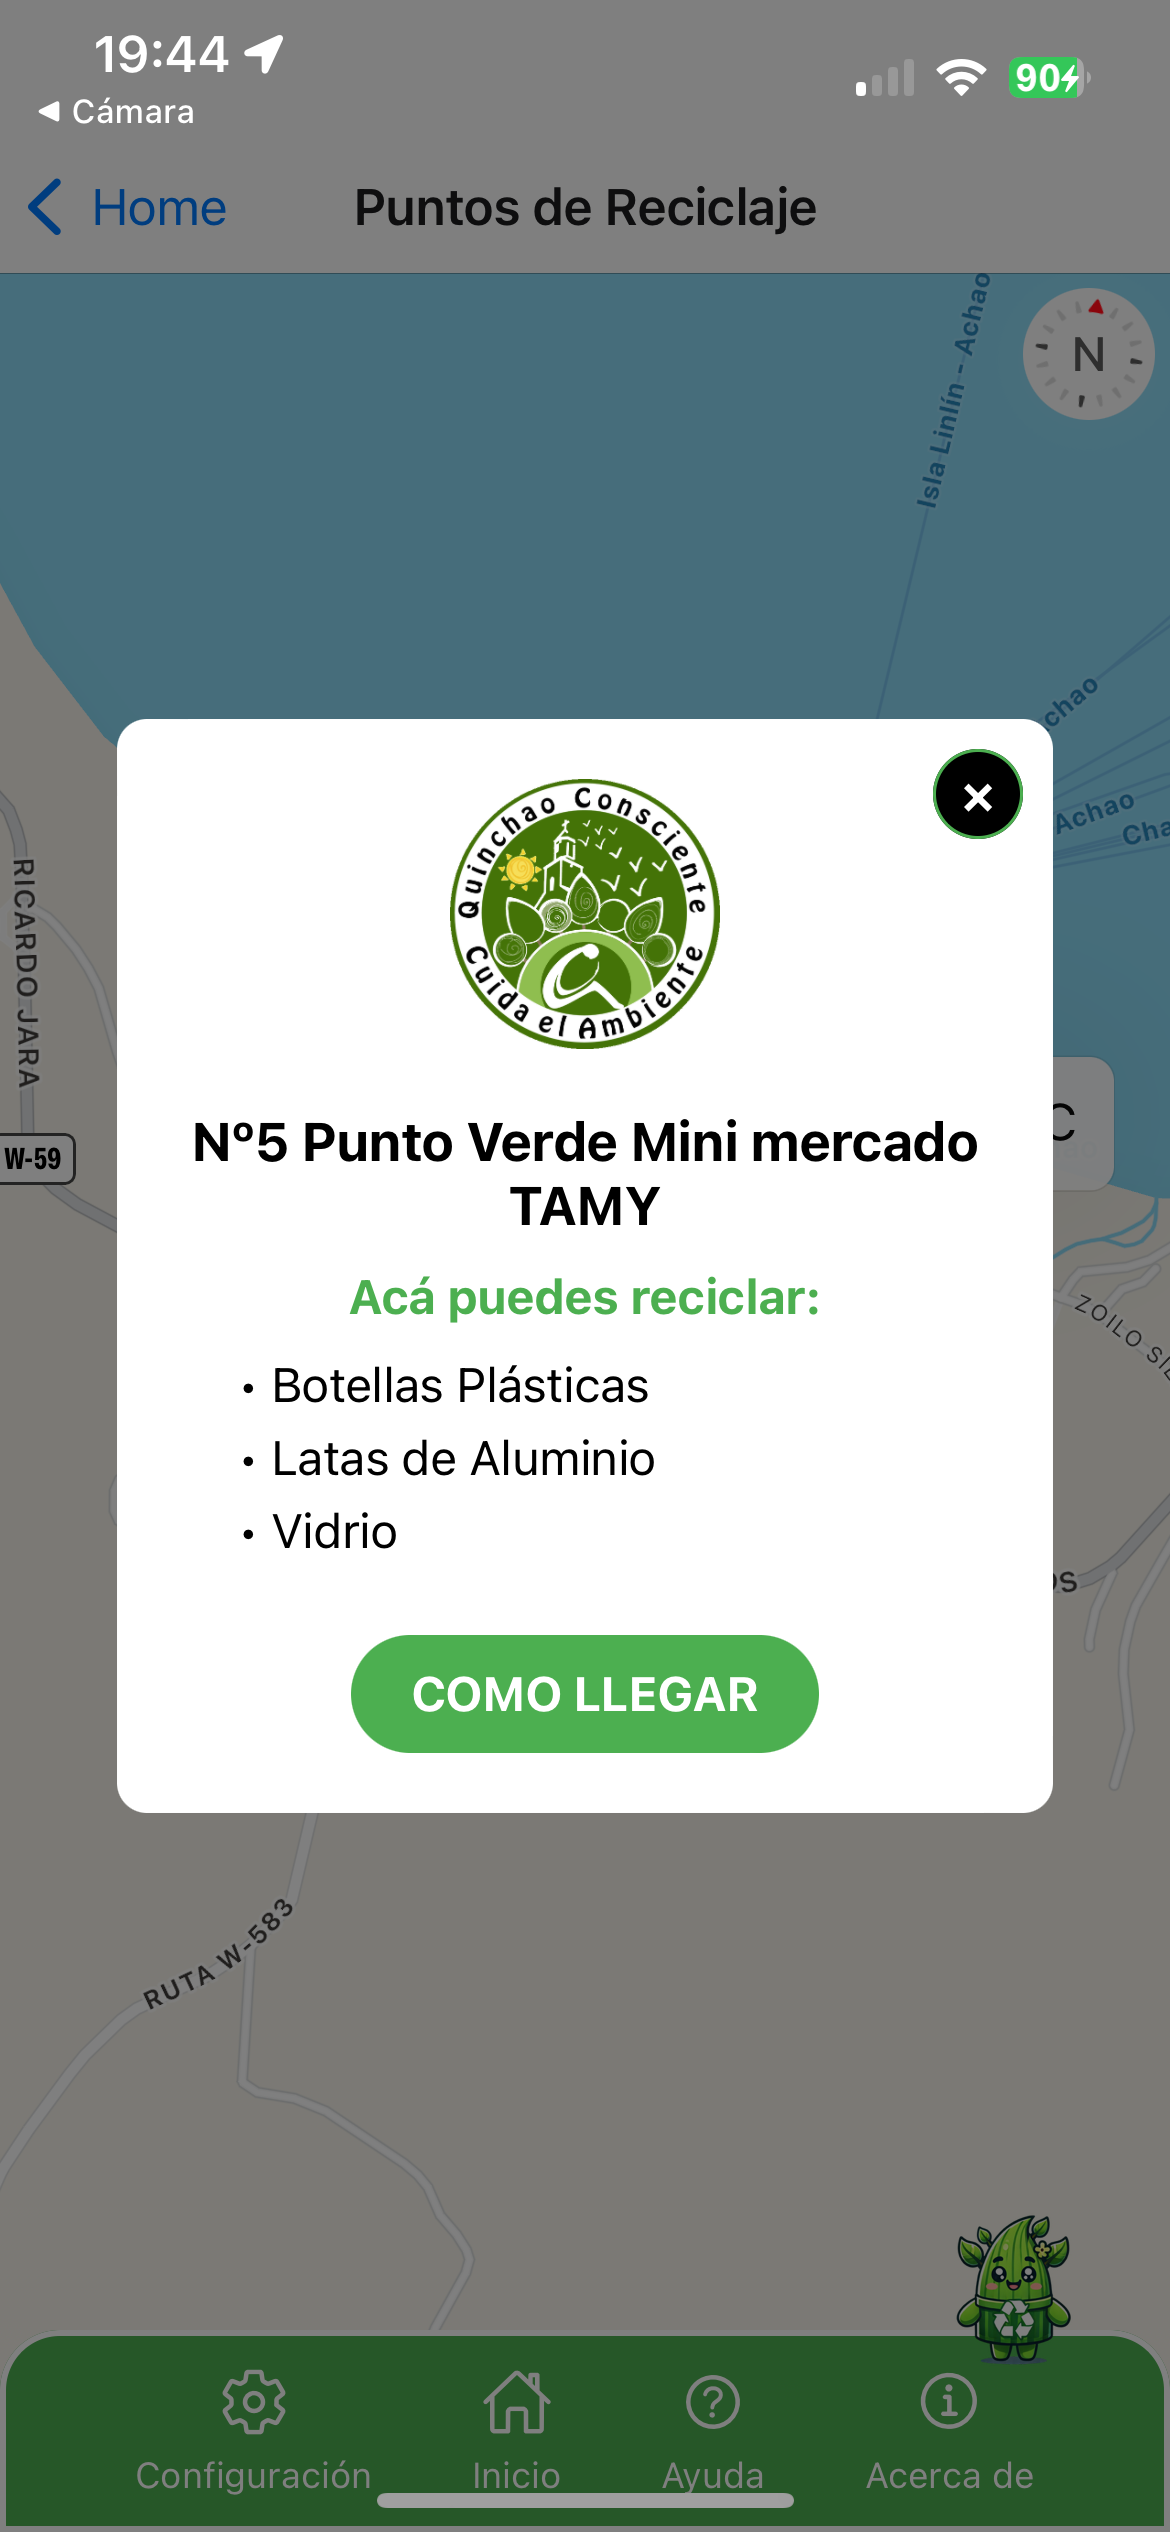 19:44
90
Cámara
Home
Puntos de Reciclaje
N
Isla Linlín - Achao
chao
Achao
Cha
RICARDO JARA
W-59
Quinchao Consciente
Cuida el Ambiente
×
Nº5 Punto Verde Mini mercado
TAMY
Acá puedes reciclar:
• Botellas Plásticas
• Latas de Aluminio
• Vidrio
COMO LLEGAR
C
ZOILO
OS
RUTA W-583
Configuración
Inicio
Ayuda
Acerca de